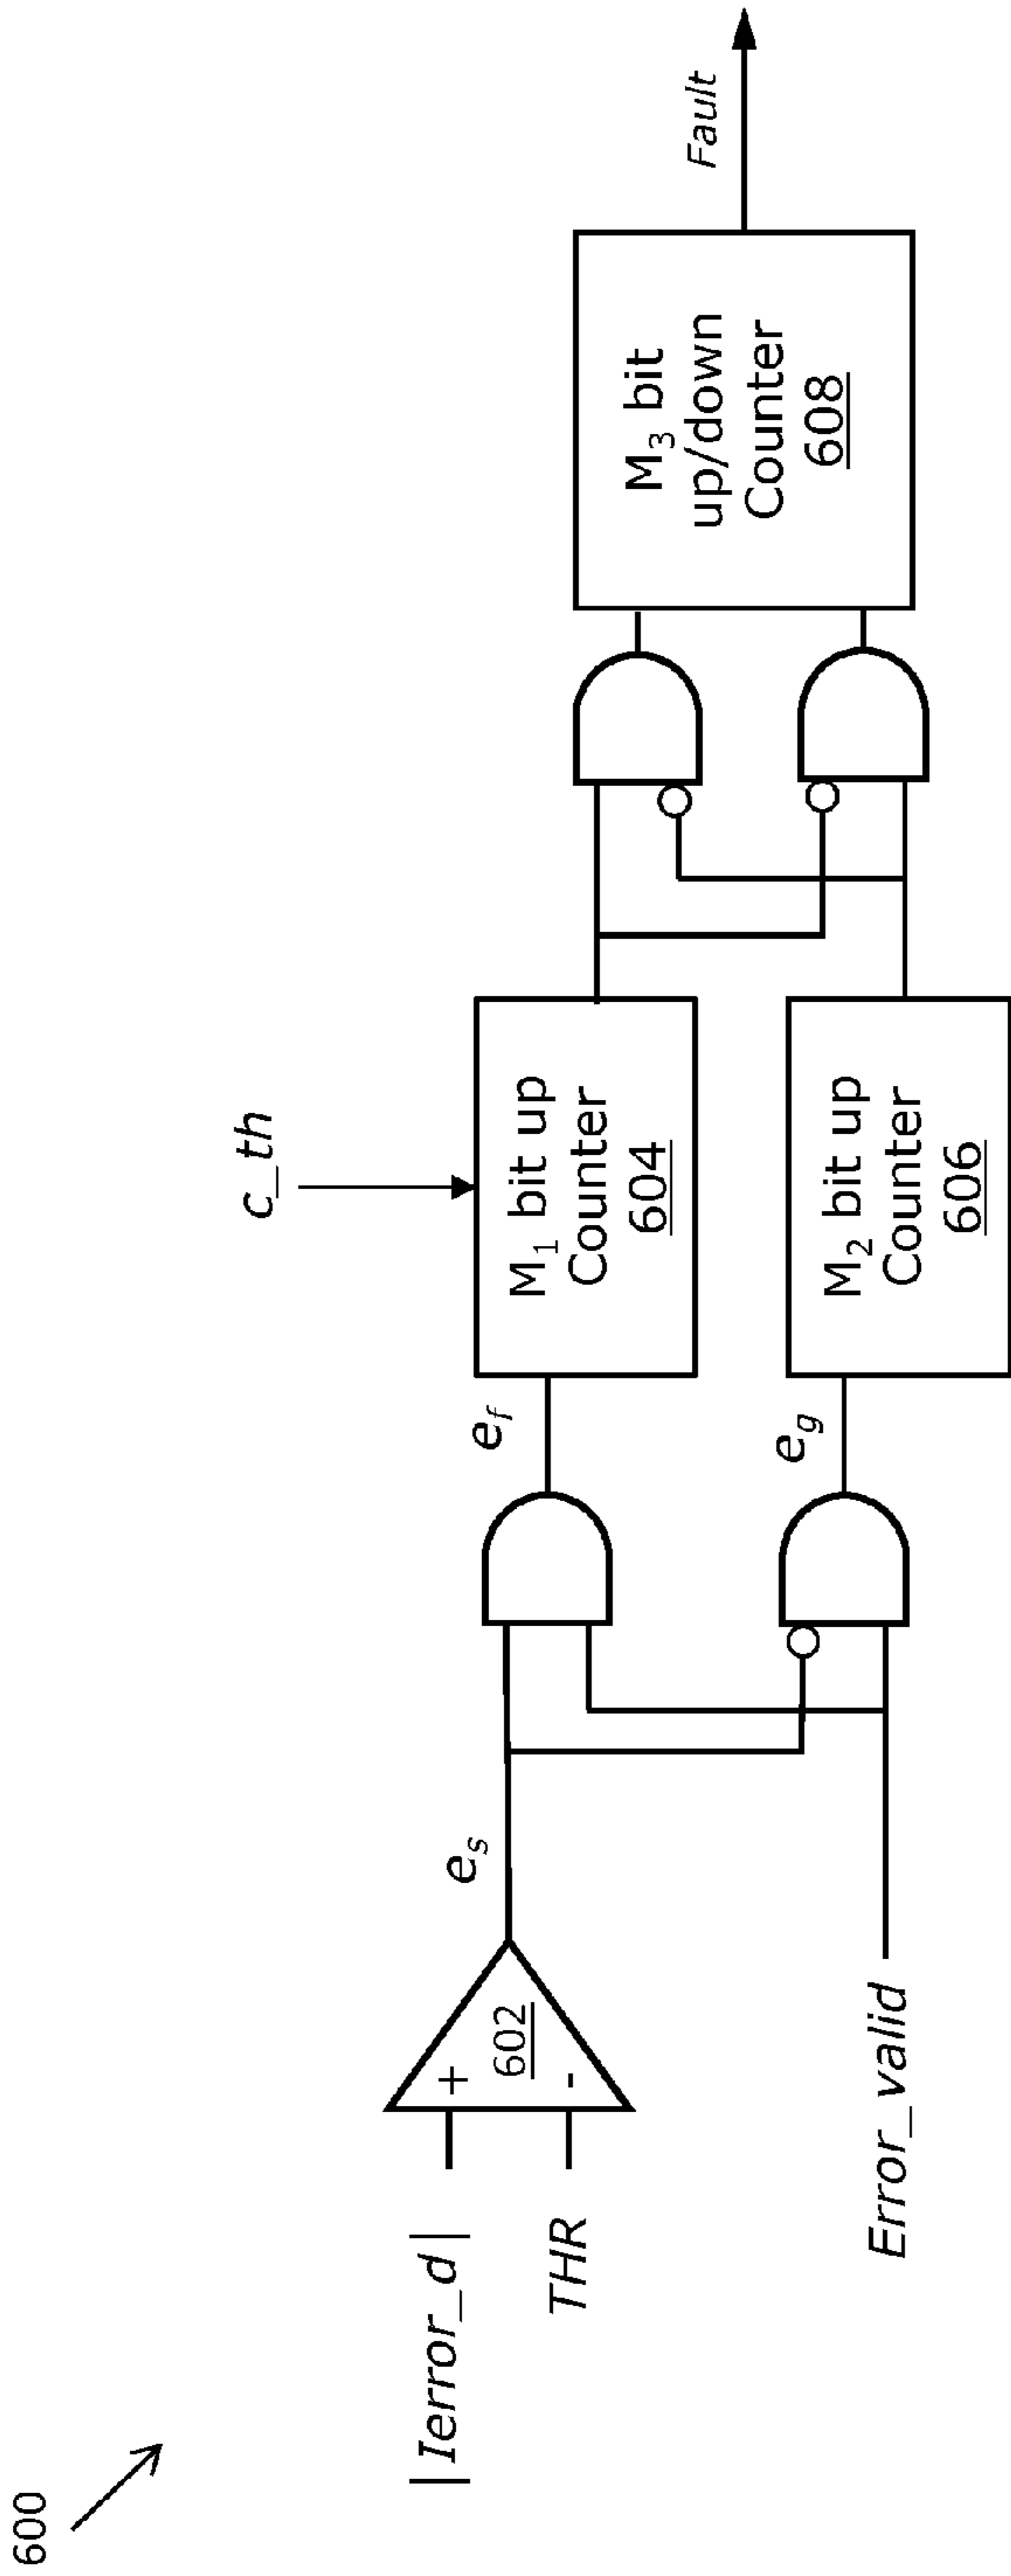 600
|Ierror_d|
THR
Error_valid
+
-
602
e_s
e_f
e_g
c_th
M₁ bit up
Counter
604
M₂ bit up
Counter
606
M₃ bit
up/down
Counter
608
Fault